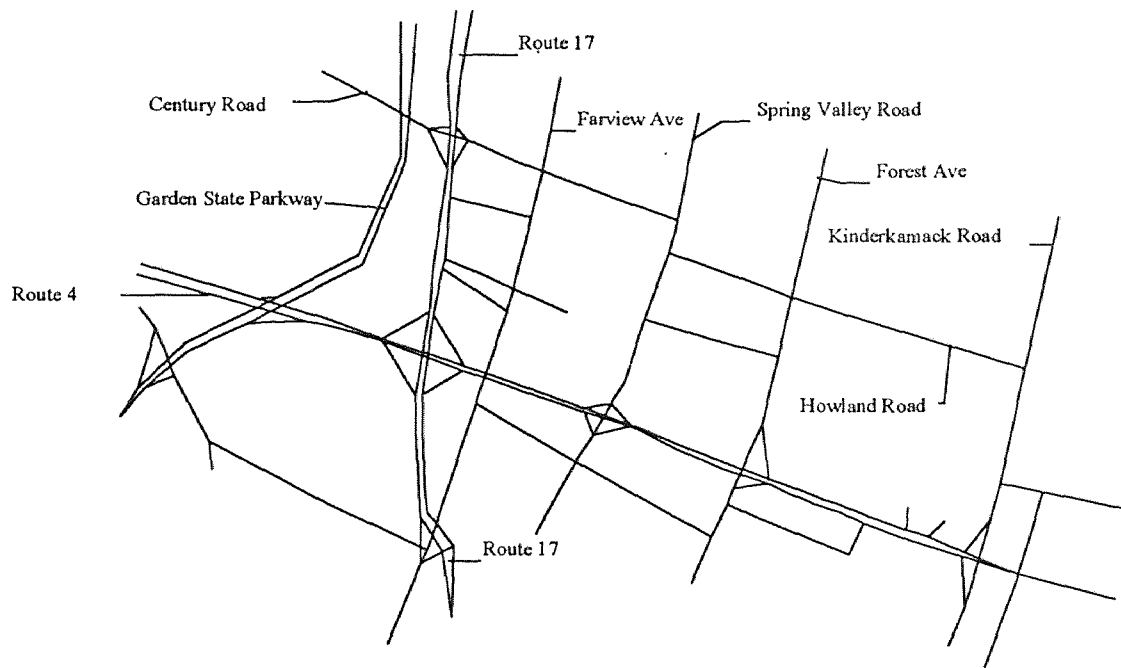 Route 17
Century Road
Farview Ave
Spring Valley Road
Forest Ave
Garden State Parkway
Kinderkamack Road
Route 4
Howland Road
Route 17